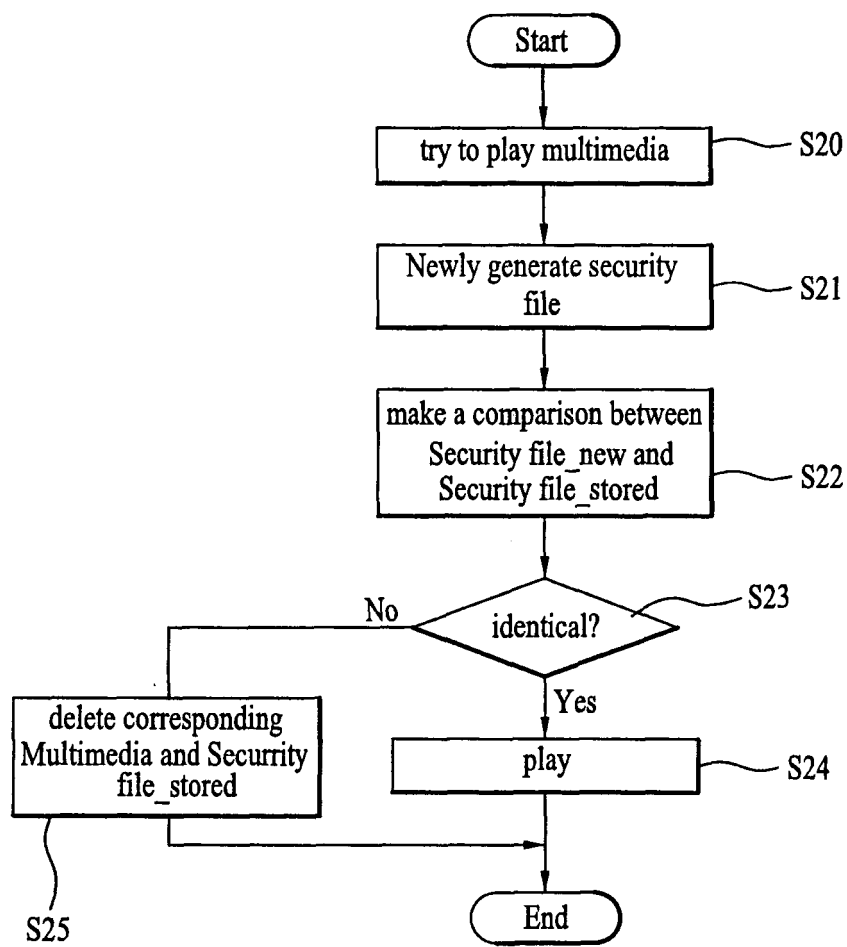 Start
try to play multimedia
S20
Newly generate security
file
S21
make a comparison between
Security file_new and
Security file_stored
S22
identical?
S23
No
Yes
delete corresponding
Multimedia and Securrity
file_stored
S25
play
S24
End